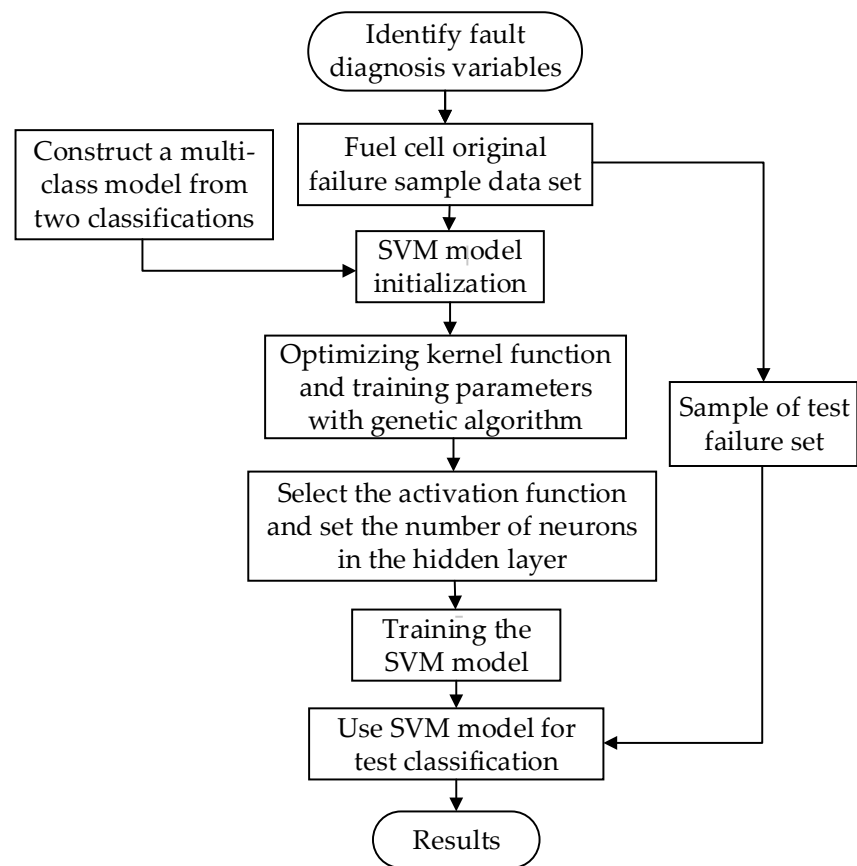 Identify fault
diagnosis variables
Construct a multi-
class model from
two classifications
Fuel cell original
failure sample data set
SVM model
initialization
Optimizing kernel function
and training parameters
with genetic algorithm
Sample of test
failure set
Select the activation function
and set the number of neurons
in the hidden layer
Training the
SVM model
Use SVM model for
test classification
Results